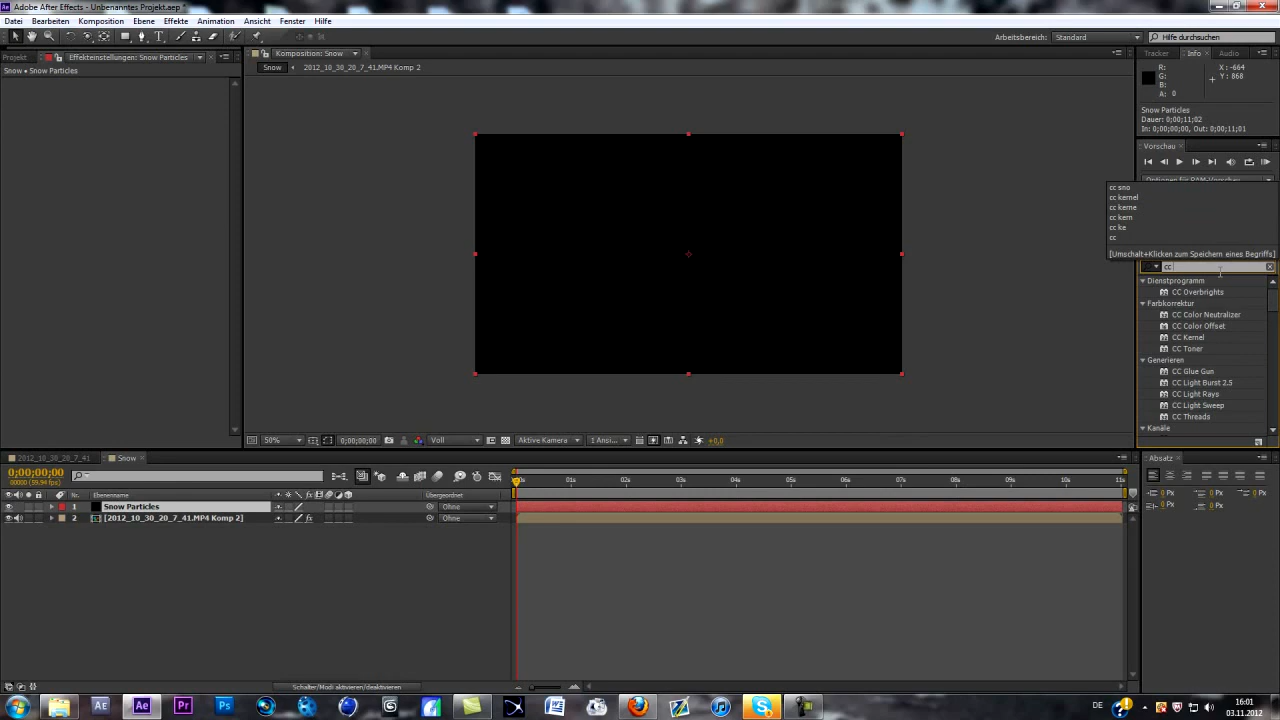 Adobe After Effects - Unbenanntes Projekt.aep *
Datei Bearbeiten Komposition Ebene Effekte Animation Ansicht Fenster Hilfe
Arbeitsbereich: Standard Hilfe durchsuchen
Projekt Effekteinstellungen: Snow Particles
Snow • Snow Particles
Komposition: Snow
Snow 2012_10_30_20_7_41.MP4 Komp 2
Tracker Info Audio
R:
G:
B:
A: 0
X: -664
Y: 868
Snow Particles
Dauer: 0;00;11;02
In: 0;00;00;00, Out: 0;00;11;01
Vorschau
Optionen für RAM-Vorschau
cc sno
cc kernel
cc kerne
cc kern
cc ke
cc
[Umschalt+Klicken zum Speichern eines Begriffs]
cc
Dienstprogramm
CC Overbrights
Farbkorrektur
CC Color Neutralizer
CC Color Offset
CC Kernel
CC Toner
Generieren
CC Glue Gun
CC Light Burst 2.5
CC Light Rays
CC Light Sweep
CC Threads
Kanäle
50% 0;00;00;00 Voll Aktive Kamera 1 Ansi... +0,0
2012_10_30_20_7_41 Snow
0;00;00;00
00000 (59.94 fps)
# Ebenenname Übergeordnet
1 Snow Particles Ohne
2 [2012_10_30_20_7_41.MP4 Komp 2] Ohne
01s 02s 03s 04s 05s 06s 07s 08s 09s 10s 11s
Absatz
0 Px 0 Px 0 Px
0 Px 0 Px
Schalter/Modi aktivieren/deaktivieren
DE
16:01
03.11.2012